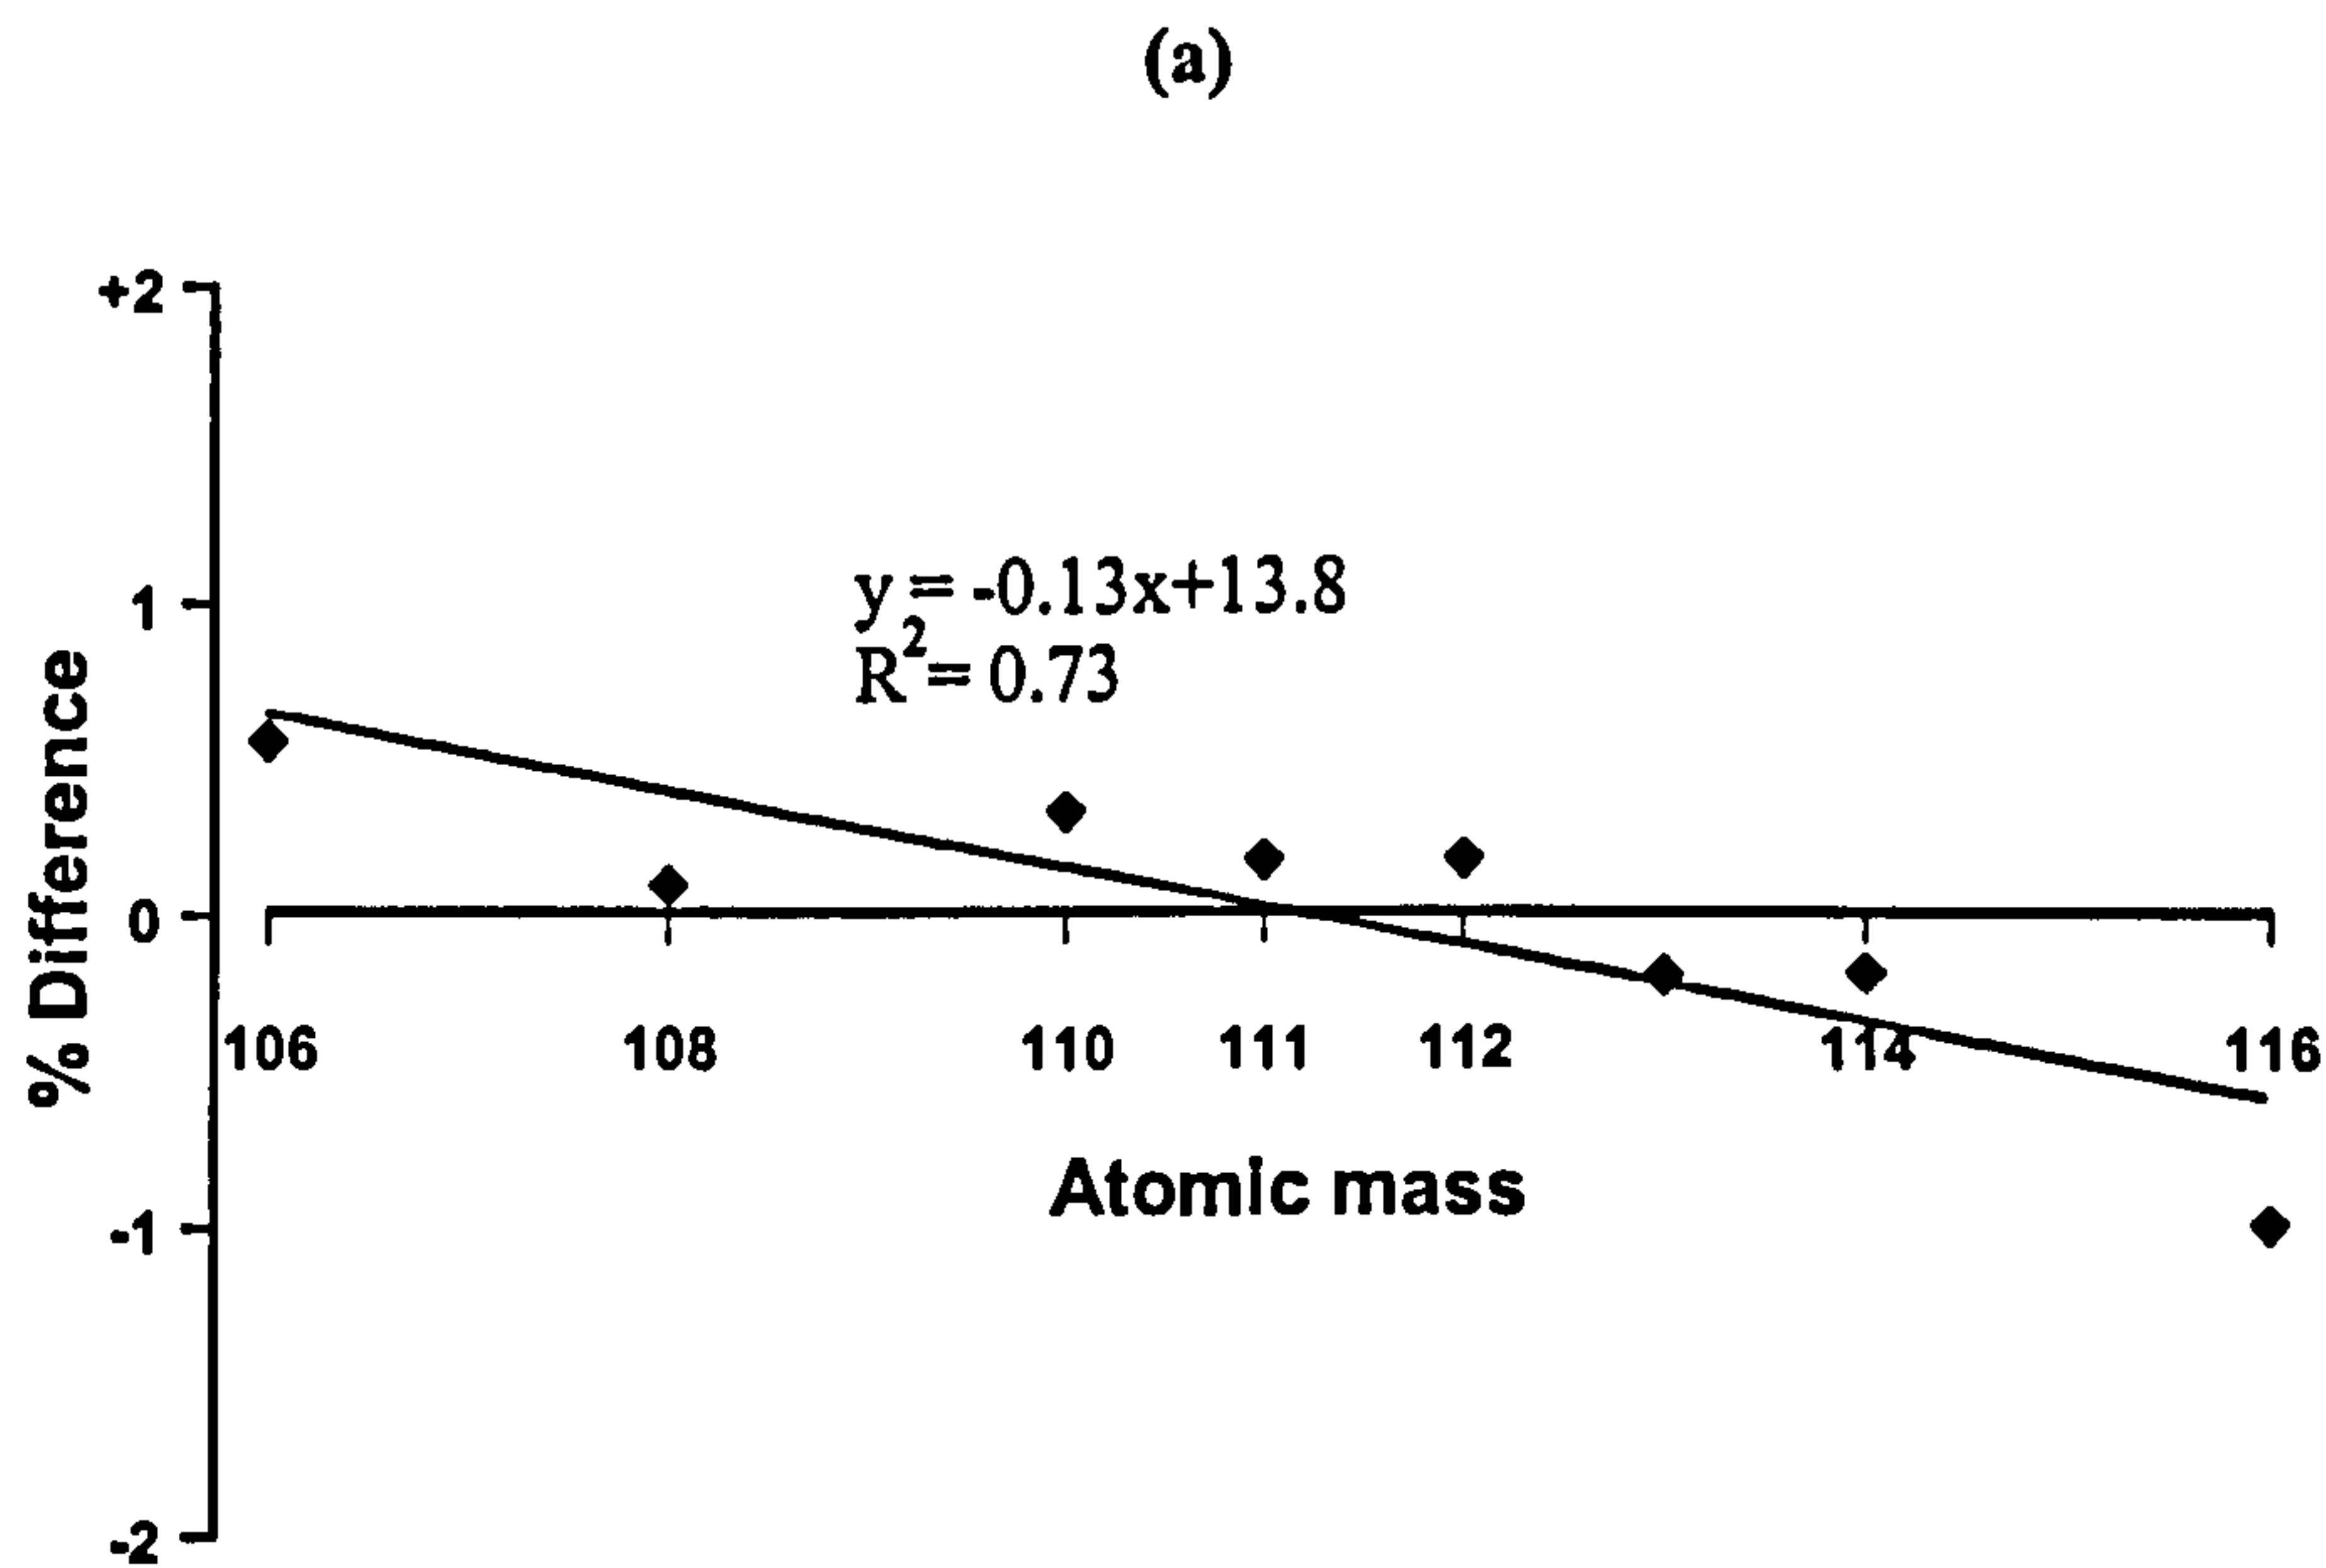 (a)
+2
1
y = -0.13x+13.8
R²= 0.73
% Difference
0
106 108 110 111 112 114 116
Atomic mass
-1
-2